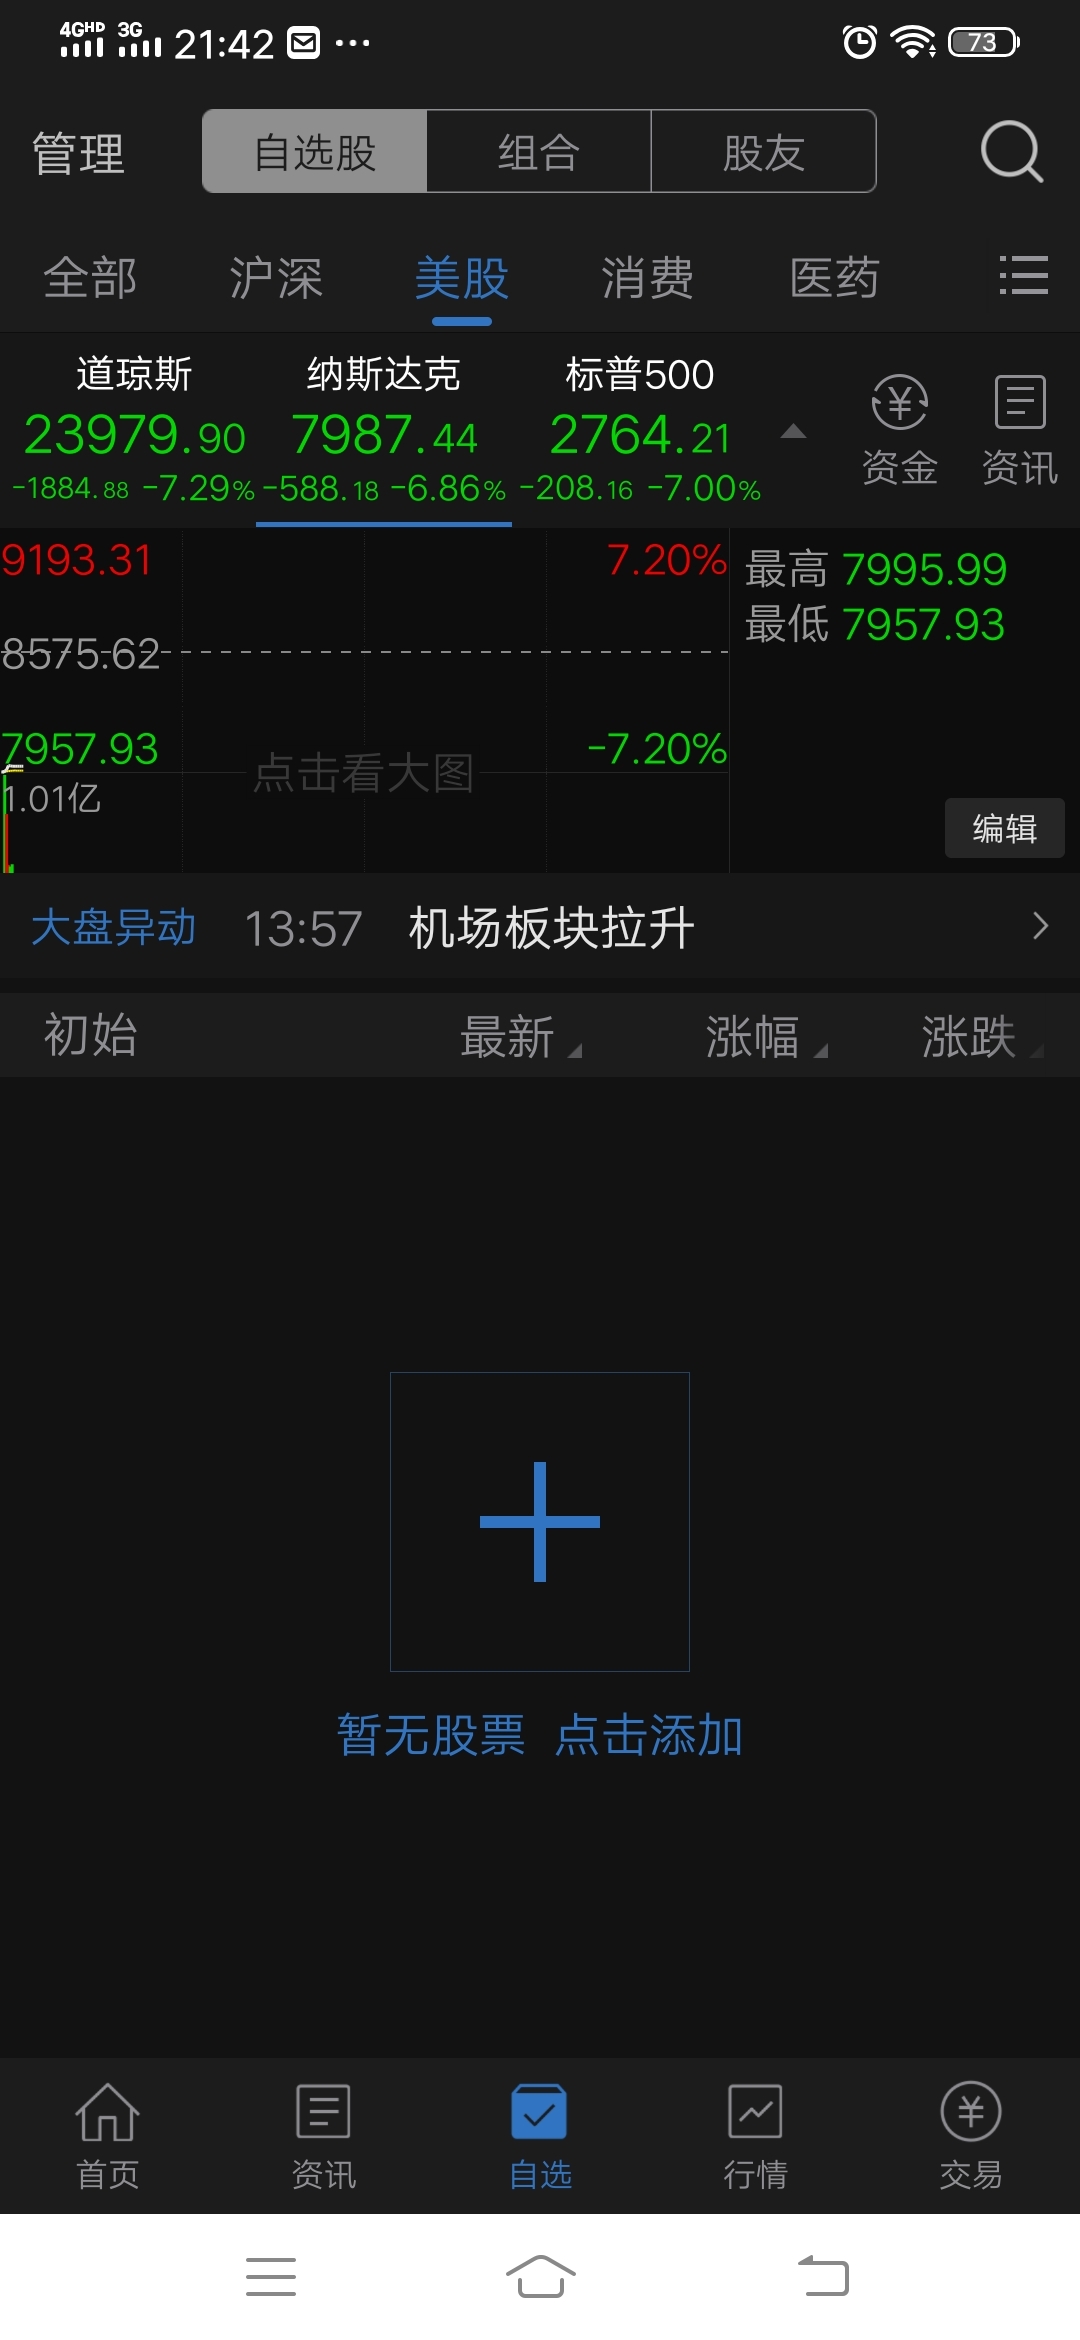 4GHD 3G 21:42 ... 73
管理 自选股 组合 股友
全部 沪深 美股 消费 医药
道琼斯 纳斯达克 标普500
23979.90 7987.44 2764.21
-1884.88 -7.29% -588.18 -6.86% -208.16 -7.00%
资金 资讯
9193.31 7.20% 最高 7995.99
8575.62 最低 7957.93
7957.93 -7.20%
点击看大图
1.01亿
编辑
大盘异动 13:57 机场板块拉升
初始 最新 涨幅 涨跌
暂无股票 点击添加
首页 资讯 自选 行情 交易